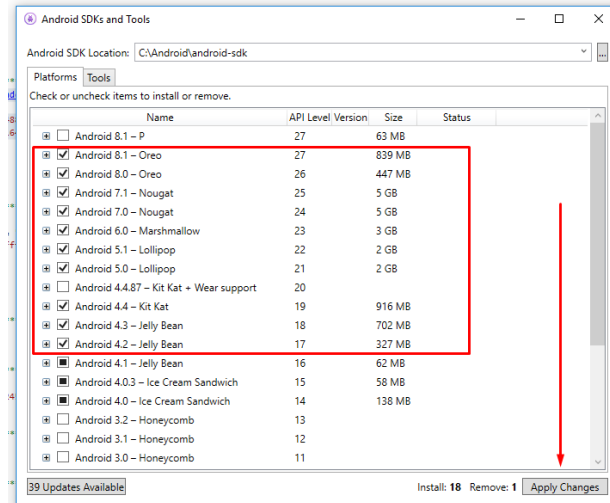 Android SDKs and Tools
Android SDK Location: C:\Android\android-sdk ...
Platforms Tools
Check or uncheck items to install or remove.
Name API Level Version Size Status
Android 8.1 – P 27 63 MB
Android 8.1 – Oreo 27 839 MB
Android 8.0 – Oreo 26 447 MB
Android 7.1 – Nougat 25 5 GB
Android 7.0 – Nougat 24 5 GB
Android 6.0 – Marshmallow 23 3 GB
Android 5.1 – Lollipop 22 2 GB
Android 5.0 – Lollipop 21 2 GB
Android 4.4.87 – Kit Kat + Wear support 20
Android 4.4 – Kit Kat 19 916 MB
Android 4.3 – Jelly Bean 18 702 MB
Android 4.2 – Jelly Bean 17 327 MB
Android 4.1 – Jelly Bean 16 62 MB
Android 4.0.3 – Ice Cream Sandwich 15 58 MB
Android 4.0 – Ice Cream Sandwich 14 138 MB
Android 3.2 – Honeycomb 13
Android 3.1 – Honeycomb 12
Android 3.0 – Honeycomb 11
39 Updates Available Install: 18 Remove: 1 Apply Changes